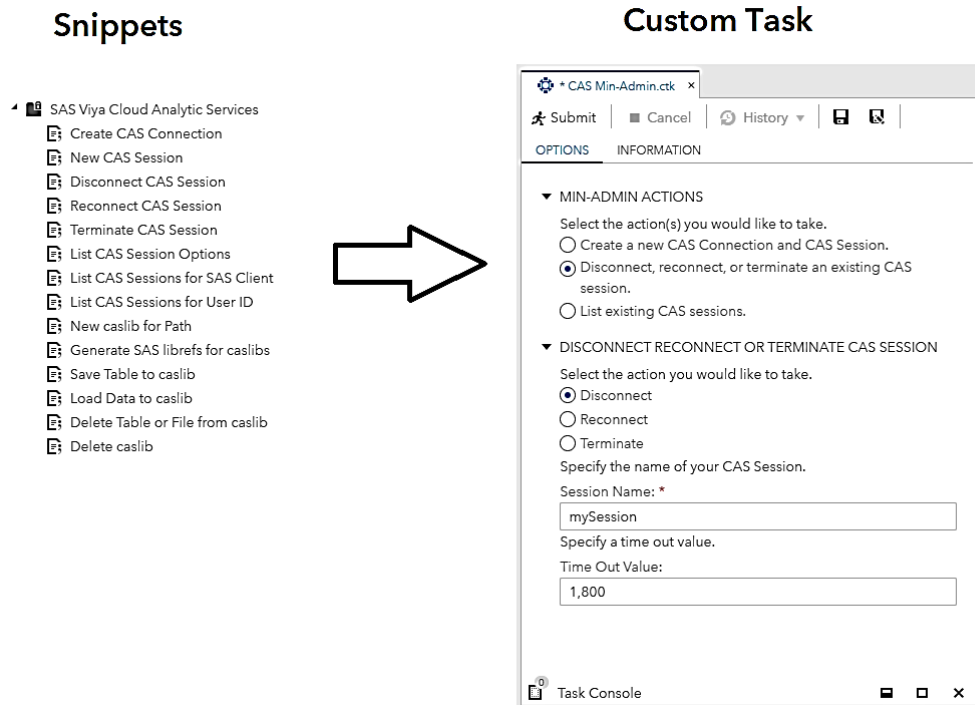 Snippets
SAS Viya Cloud Analytic Services
Create CAS Connection
New CAS Session
Disconnect CAS Session
Reconnect CAS Session
Terminate CAS Session
List CAS Session Options
List CAS Sessions for SAS Client
List CAS Sessions for User ID
New caslib for Path
Generate SAS librefs for caslibs
Save Table to caslib
Load Data to caslib
Delete Table or File from caslib
Delete caslib
Custom Task
* CAS Min-Admin.ctk ×
Submit Cancel History
OPTIONS INFORMATION
MIN-ADMIN ACTIONS
Select the action(s) you would like to take.
Create a new CAS Connection and CAS Session.
Disconnect, reconnect, or terminate an existing CAS
session.
List existing CAS sessions.
DISCONNECT RECONNECT OR TERMINATE CAS SESSION
Select the action you would like to take.
Disconnect
Reconnect
Terminate
Specify the name of your CAS Session.
Session Name: *
mySession
Specify a time out value.
Time Out Value:
1,800
0
Task Console